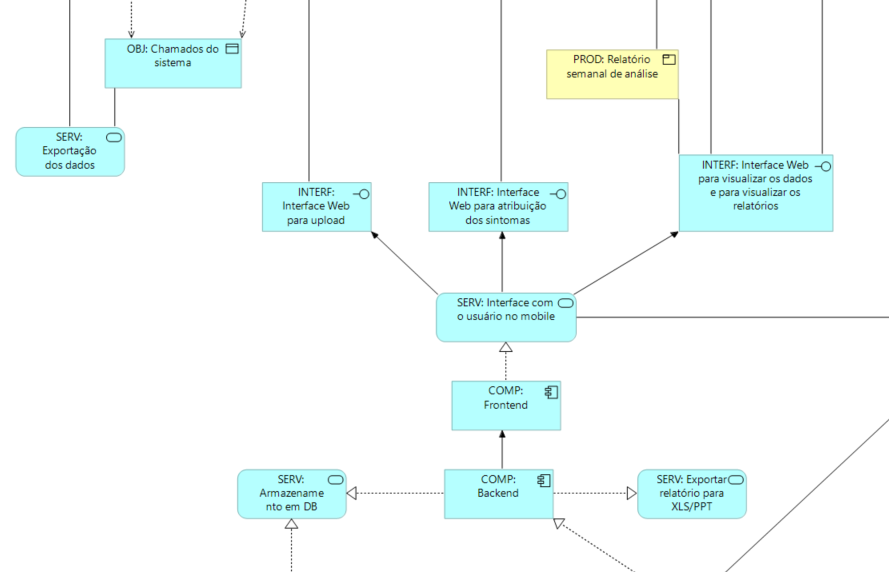 OBJ: Chamados do
sistema
PROD: Relatório
semanal de análise
SERV:
Exportação
dos dados
INTERF:
Interface Web
para upload
INTERF: Interface
Web para atribuição
dos sintomas
INTERF: Interface Web
para visualizar os dados
e para visualizar os
relatórios
SERV: Interface com
o usuário no mobile
COMP:
Frontend
SERV:
Armazename
nto em DB
COMP:
Backend
SERV: Exportar
relatório para
XLS/PPT